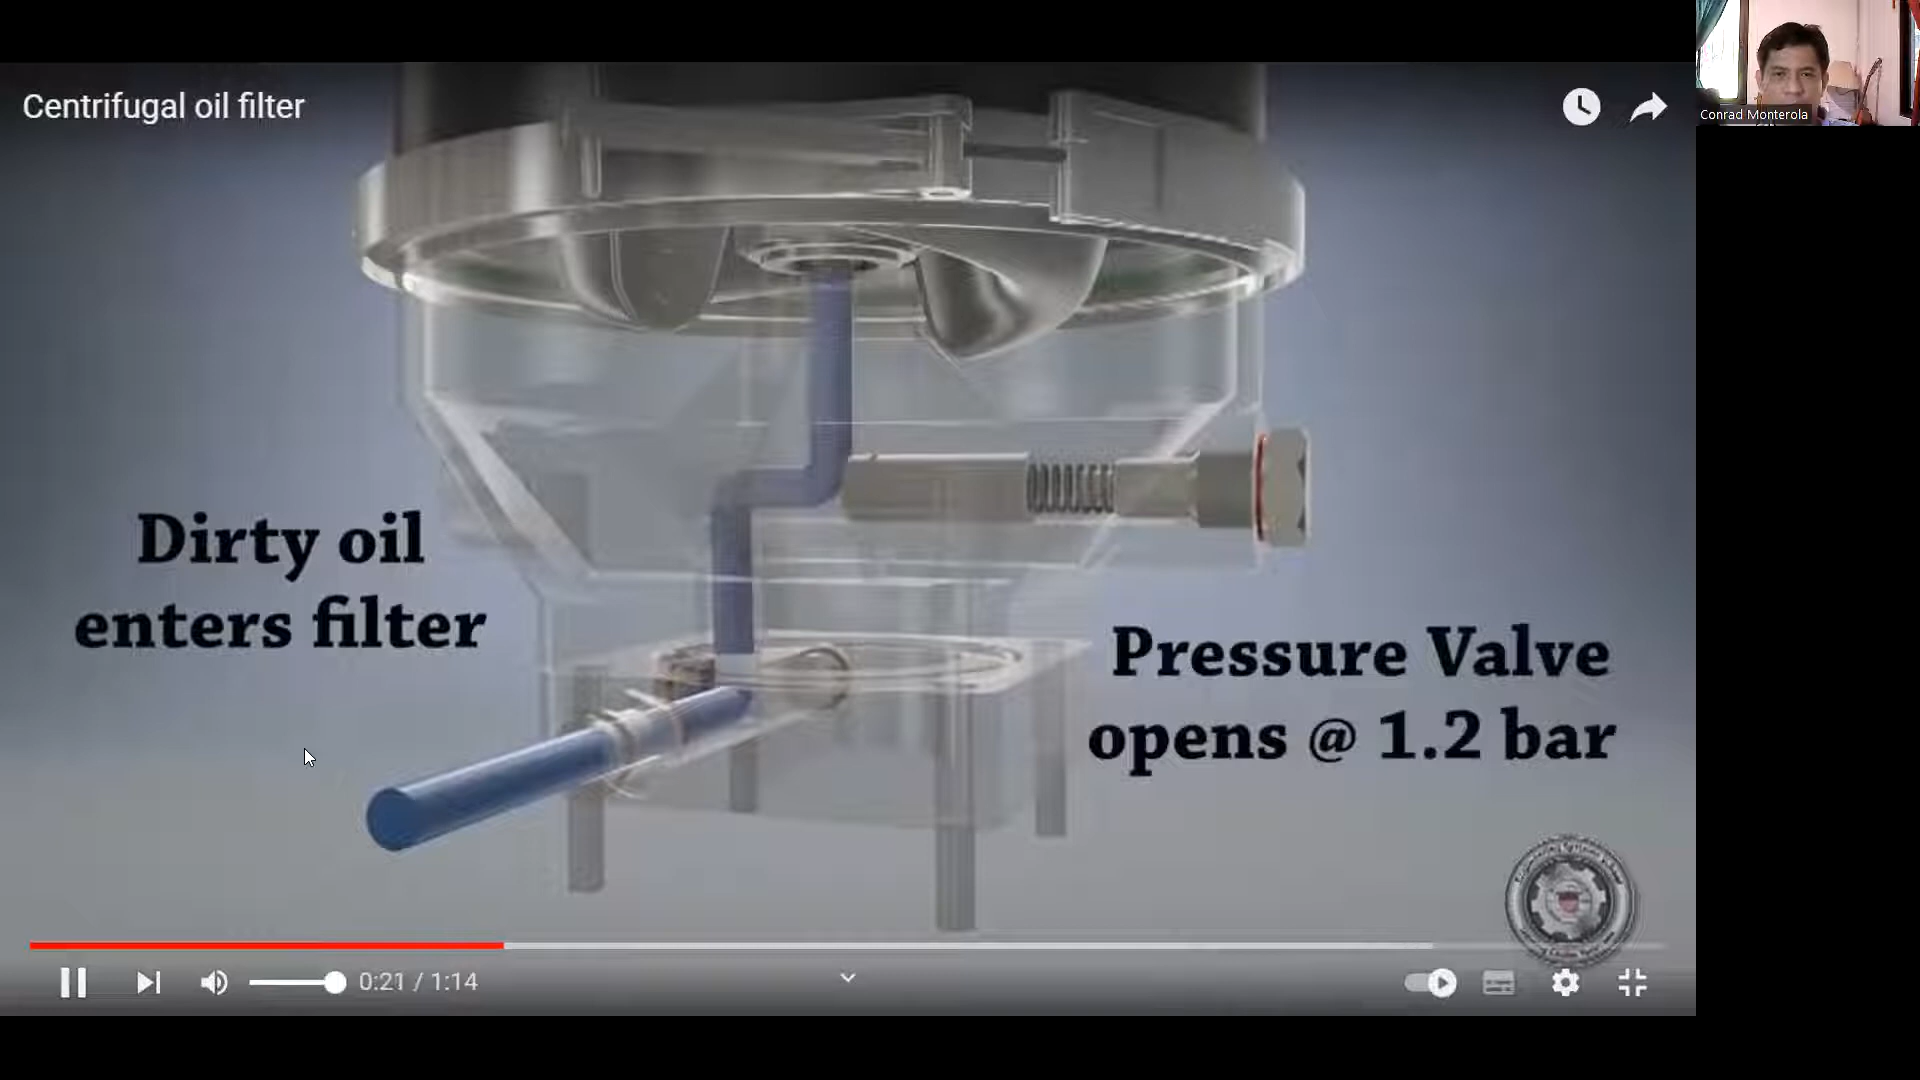 Centrifugal oil filter
Conrad Monterola
Dirty oil
enters filter
Pressure Valve
opens @ 1.2 bar
0:21 / 1:14